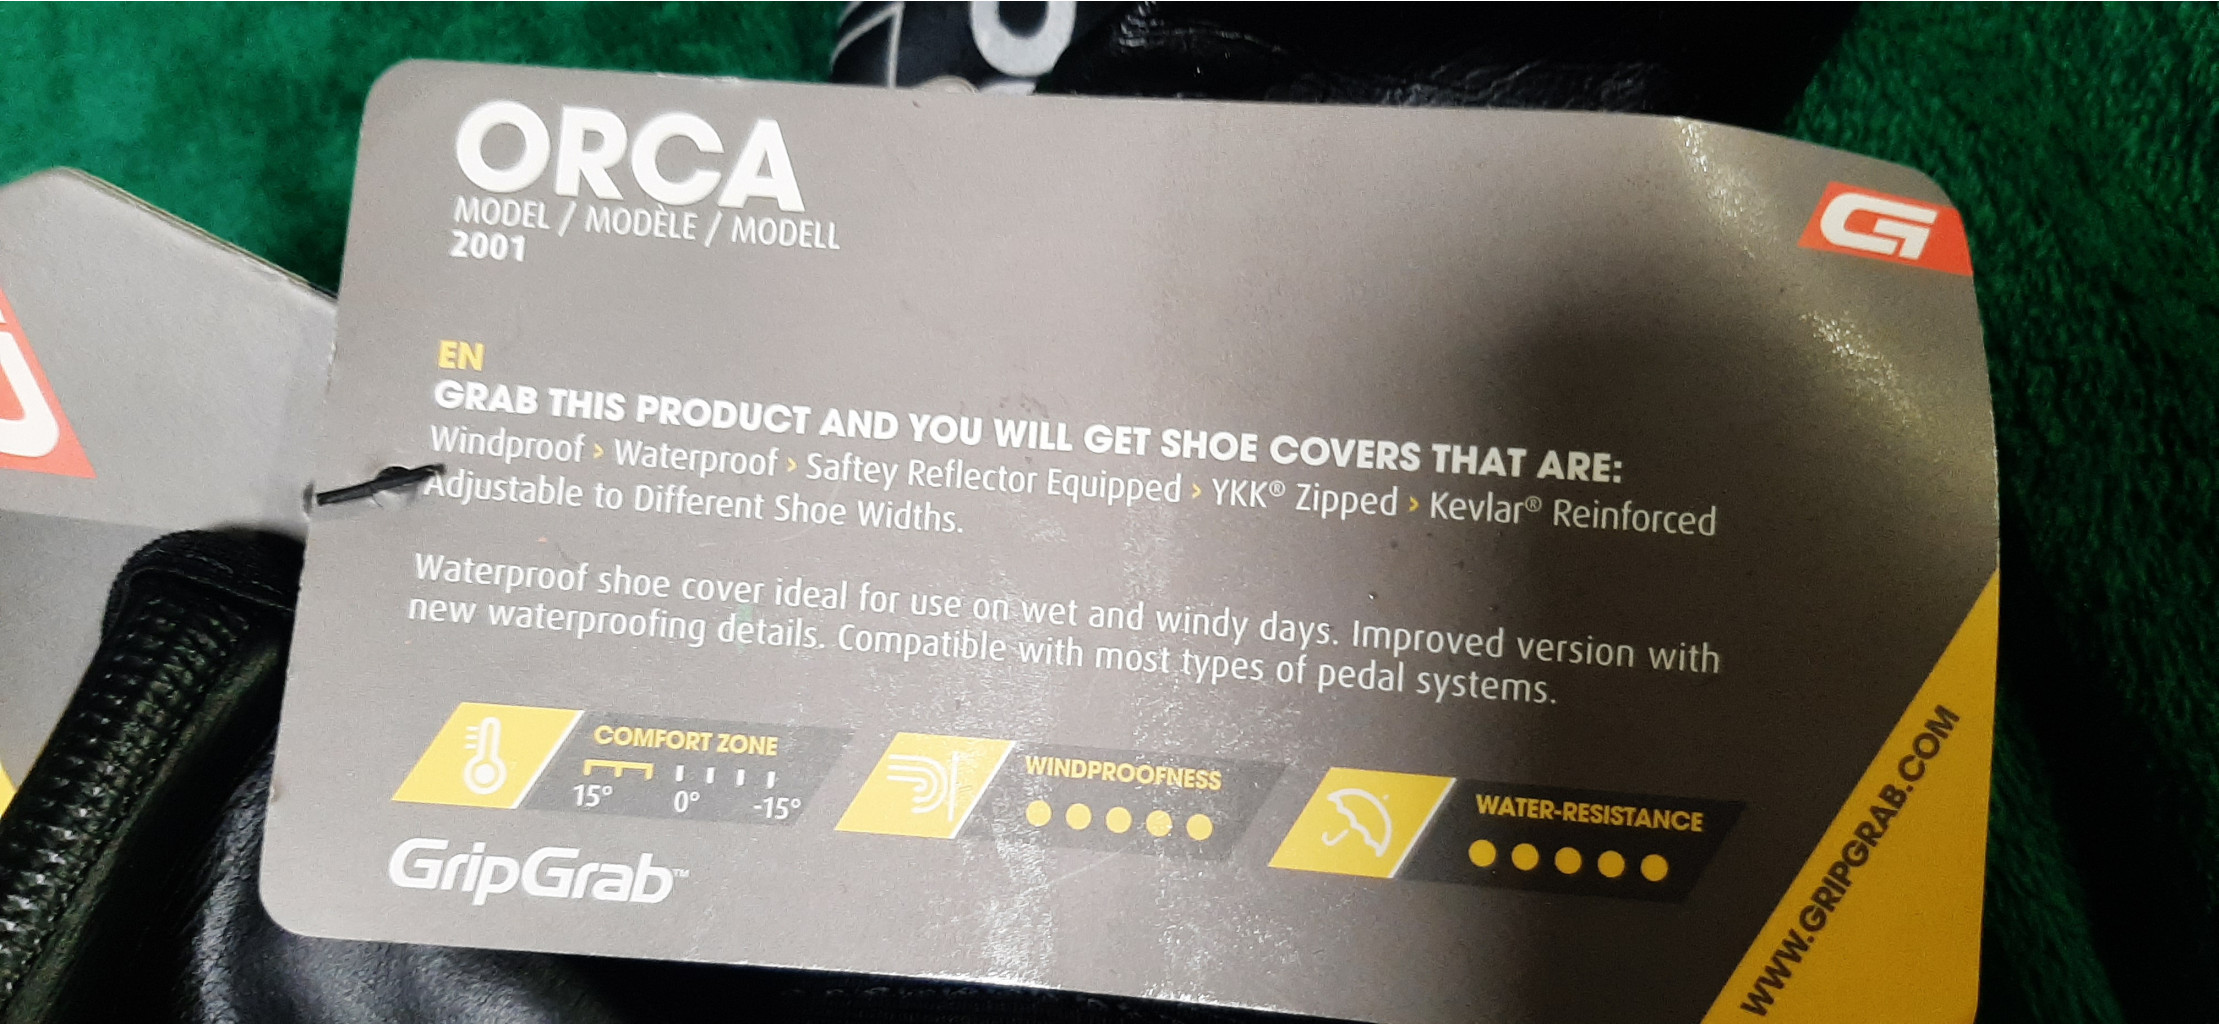 ORCA
MODEL / MODÈLE / MODELL
2001
EN
GRAB THIS PRODUCT AND YOU WILL GET SHOE COVERS THAT ARE:
Windproof › Waterproof › Saftey Reflector Equipped › YKK® Zipped › Kevlar® Reinforced
Adjustable to Different Shoe Widths.
Waterproof shoe cover ideal for use on wet and windy days. Improved version with
new waterproofing details. Compatible with most types of pedal systems.
COMFORT ZONE
15° 0° -15°
WINDPROOFNESS
WATER-RESISTANCE
GripGrab™
WWW.GRIPGRAB.COM